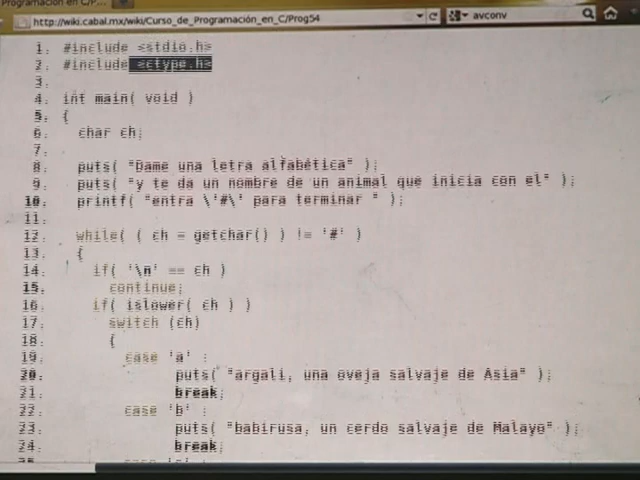 Programación en C/P...
http://wiki.cabal.mx/wiki/Curso_de_Programación_en_C/Prog54
avconv
Home
1. #include <stdio.h>
2. #include <ctype.h>
3.
4. int main( void )
5. {
6. char ch;
7.
8. puts( "Dame una letra alfabética" );
9. puts( "y te da un nombre de un animal que inicia con el" );
10. printf( "entra \'#\' para terminar " );
11.
12. while( ( ch = getchar() ) != '#' )
13. {
14. if( '\n' == ch )
15. continue;
16. if( islower( ch ) )
17. switch (ch)
18. {
19. case 'a' :
20. puts( "argali, una oveja salvaje de Asia" );
21. break;
22. case 'b' :
23. puts( "babirusa, un cerdo salvaje de Malayo" );
24. break;